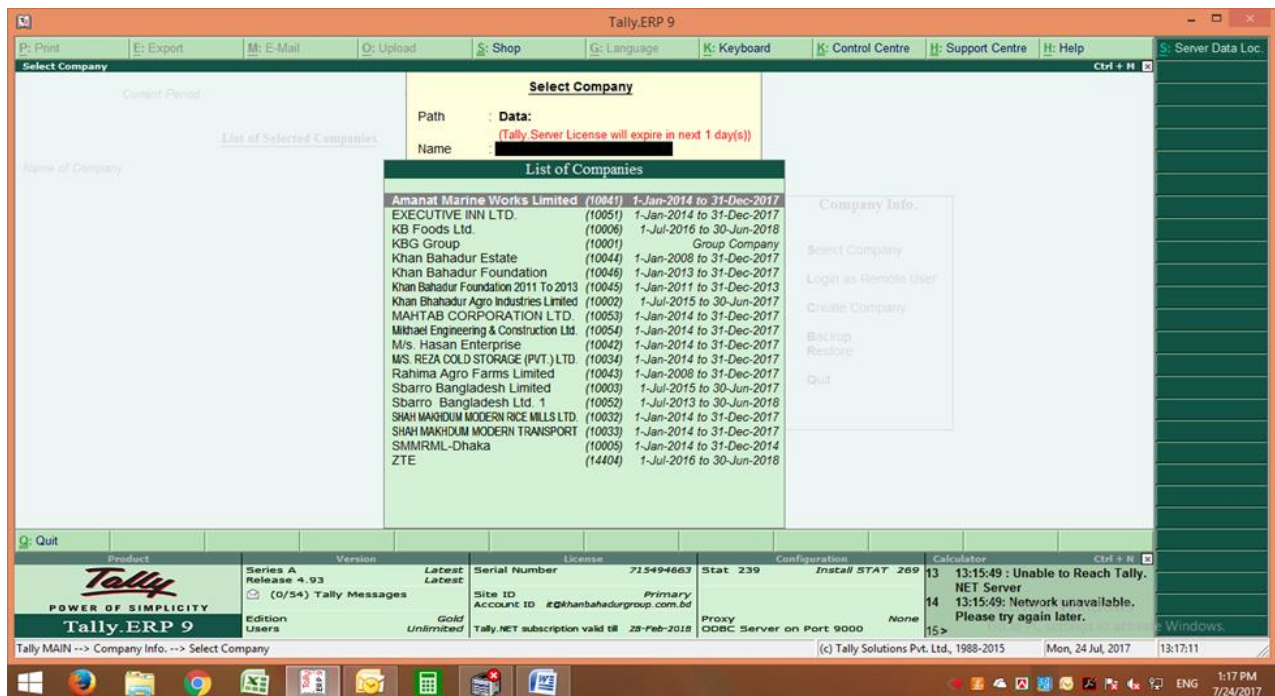 Tally.ERP 9
P: Print E: Export M: E-Mail O: Upload S: Shop G: Language K: Keyboard K: Control Centre H: Support Centre H: Help S: Server Data Loc.
Select Company Ctrl + M
Current Period
List of Selected Companies
Name of Company
Select Company
Path : Data:
(Tally.Server License will expire in next 1 day(s))
Name :
List of Companies
Amanat Marine Works Limited (10041) 1-Jan-2014 to 31-Dec-2017
EXECUTIVE INN LTD. (10051) 1-Jan-2014 to 31-Dec-2017
KB Foods Ltd. (10006) 1-Jul-2016 to 30-Jun-2018
KBG Group (10001) Group Company
Khan Bahadur Estate (10044) 1-Jan-2008 to 31-Dec-2017
Khan Bahadur Foundation (10046) 1-Jan-2013 to 31-Dec-2017
Khan Bahadur Foundation 2011 To 2013 (10045) 1-Jan-2011 to 31-Dec-2013
Khan Bhahadur Agro Industries Limited (10002) 1-Jul-2015 to 30-Jun-2017
MAHTAB CORPORATION LTD. (10053) 1-Jan-2014 to 31-Dec-2017
Mikhael Engineering & Construction Ltd. (10054) 1-Jan-2014 to 31-Dec-2017
M/s. Hasan Enterprise (10042) 1-Jan-2014 to 31-Dec-2017
M/S. REZA COLD STORAGE (PVT.) LTD. (10034) 1-Jan-2014 to 31-Dec-2017
Rahima Agro Farms Limited (10043) 1-Jan-2008 to 31-Dec-2017
Sbarro Bangladesh Limited (10003) 1-Jul-2015 to 30-Jun-2017
Sbarro Bangladesh Ltd. 1 (10052) 1-Jul-2013 to 30-Jun-2018
SHAH MAKHDUM MODERN RICE MILLS LTD. (10032) 1-Jan-2014 to 31-Dec-2017
SHAH MAKHDUM MODERN TRANSPORT (10033) 1-Jan-2014 to 31-Dec-2017
SMMRML-Dhaka (10005) 1-Jan-2014 to 31-Dec-2014
ZTE (14404) 1-Jul-2016 to 30-Jun-2018
Company Info.
Select Company
Login as Remote User
Create Company
Backup
Restore
Quit
Q: Quit
Product Version License Configuration Calculator Ctrl + N
Tally
POWER OF SIMPLICITY
Tally.ERP 9
Series A Latest
Release 4.93 Latest
(0/54) Tally Messages
Edition Gold
Users Unlimited
Serial Number 715494663
Site ID Primary
Account ID it@khanbahadurgroup.com.bd
Tally.NET subscription valid till 28-Feb-2018
Stat 239 Install STAT 269
Proxy None
ODBC Server on Port 9000
13 13:15:49 : Unable to Reach Tally.
NET Server
14 13:15:49: Network unavailable.
Please try again later.
15>
Windows.
Tally MAIN --> Company Info. --> Select Company (c) Tally Solutions Pvt. Ltd., 1988-2015 Mon, 24 Jul, 2017 13:17:11
ENG 1:17 PM
7/24/2017